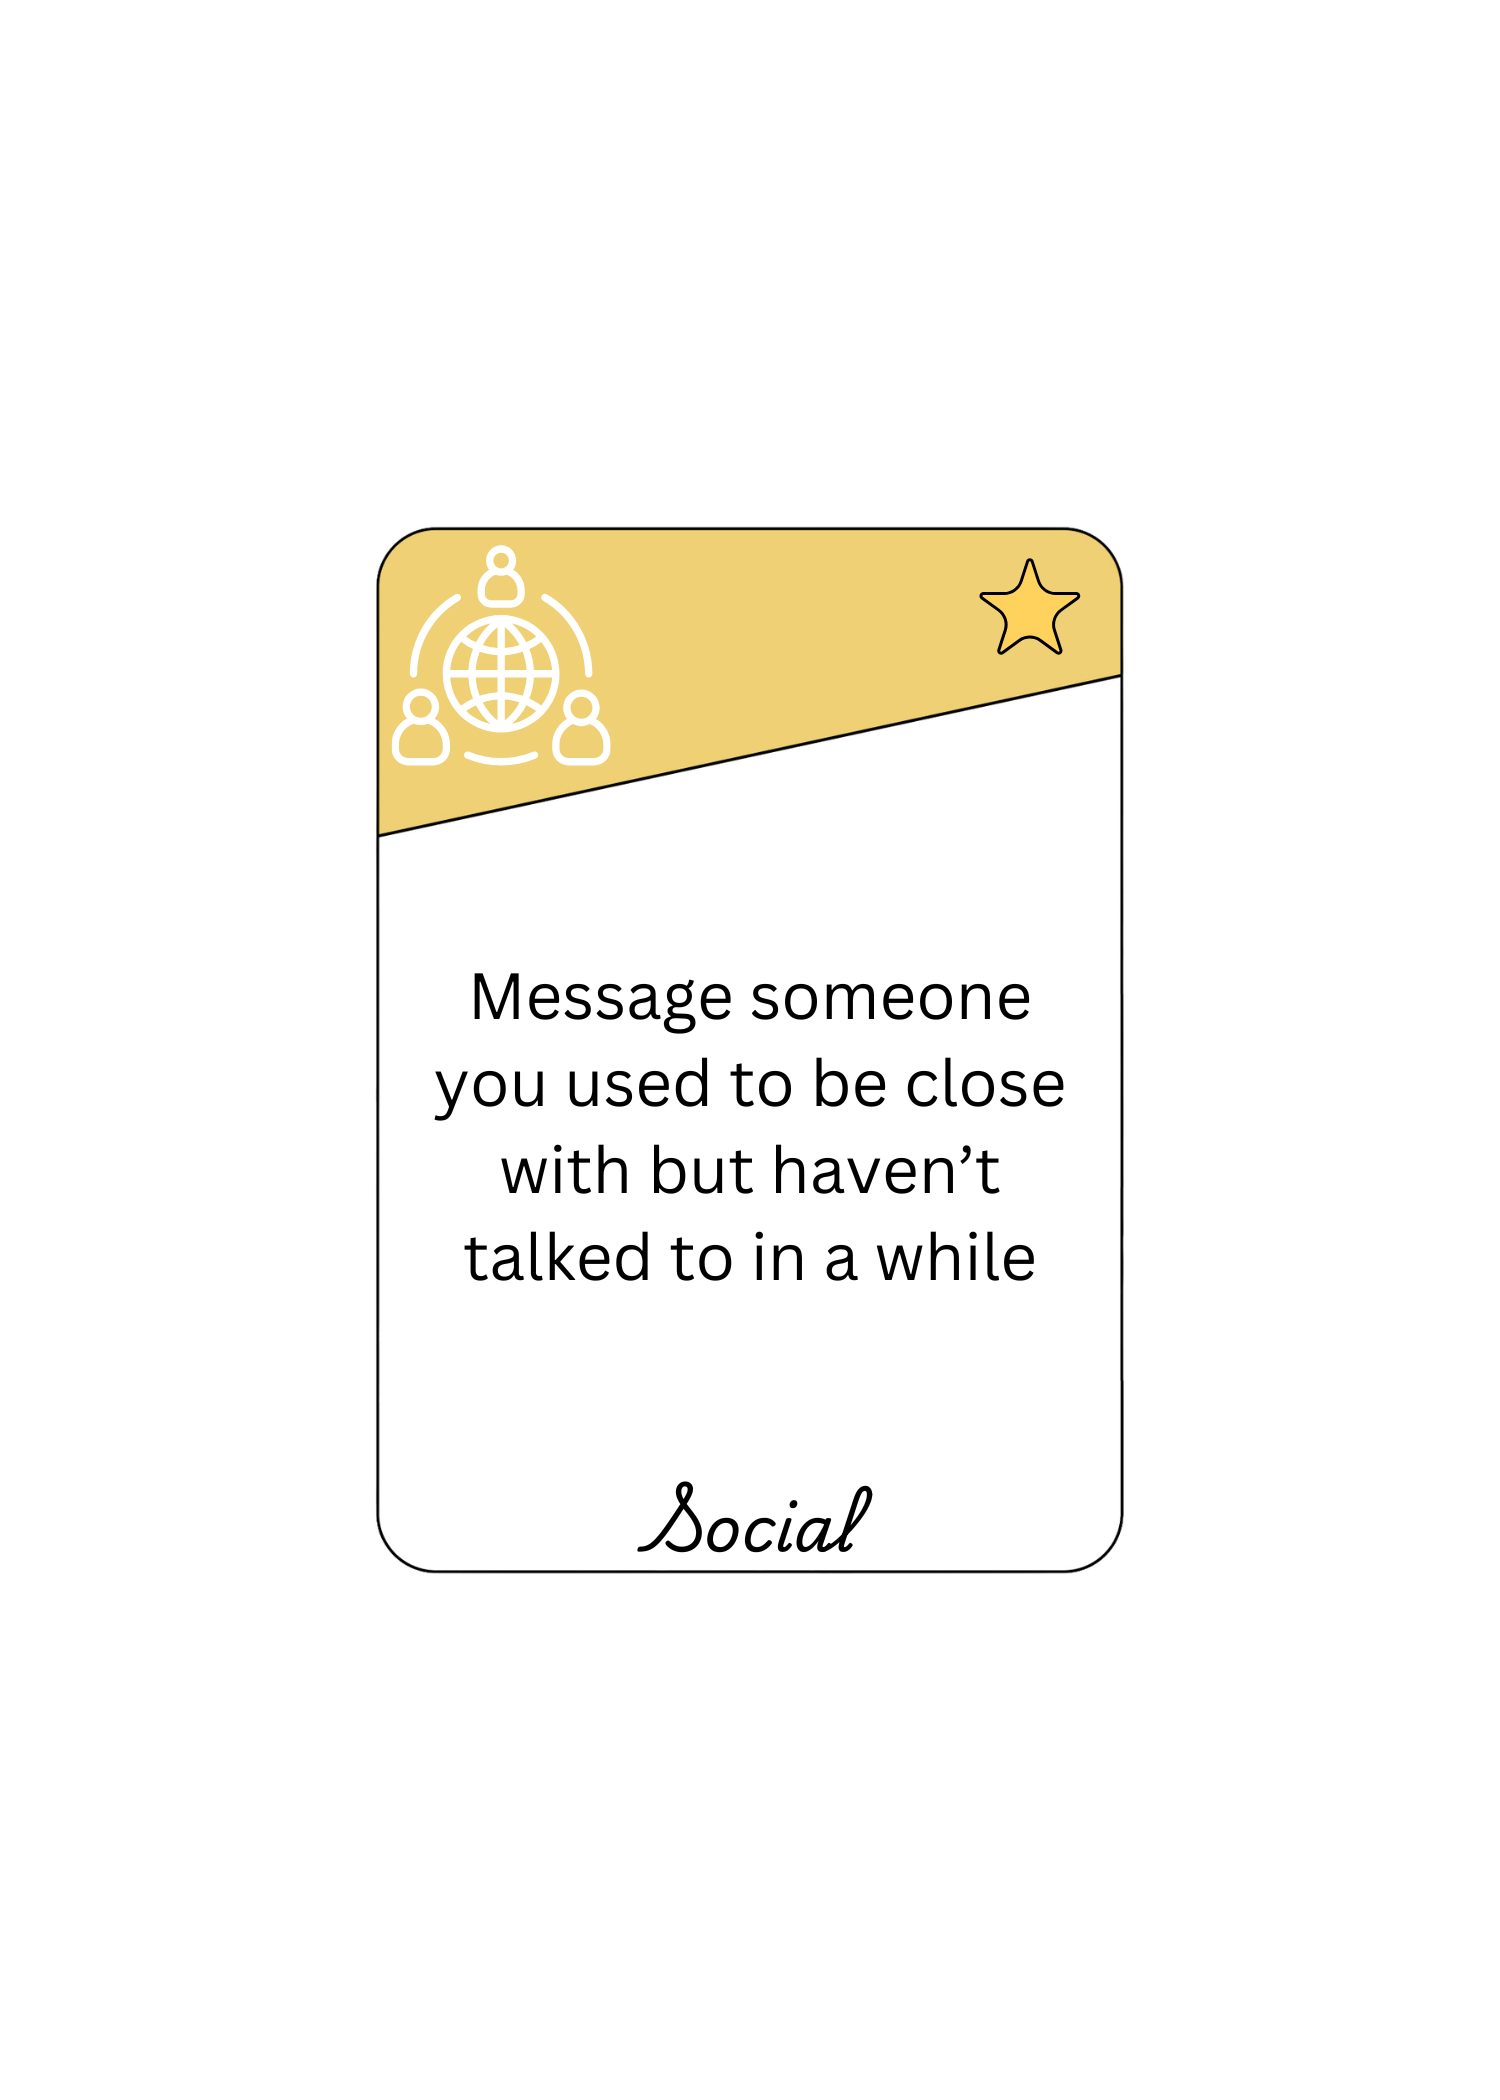 Message someone
you used to be close
with but haven’t
talked to in a while
Social